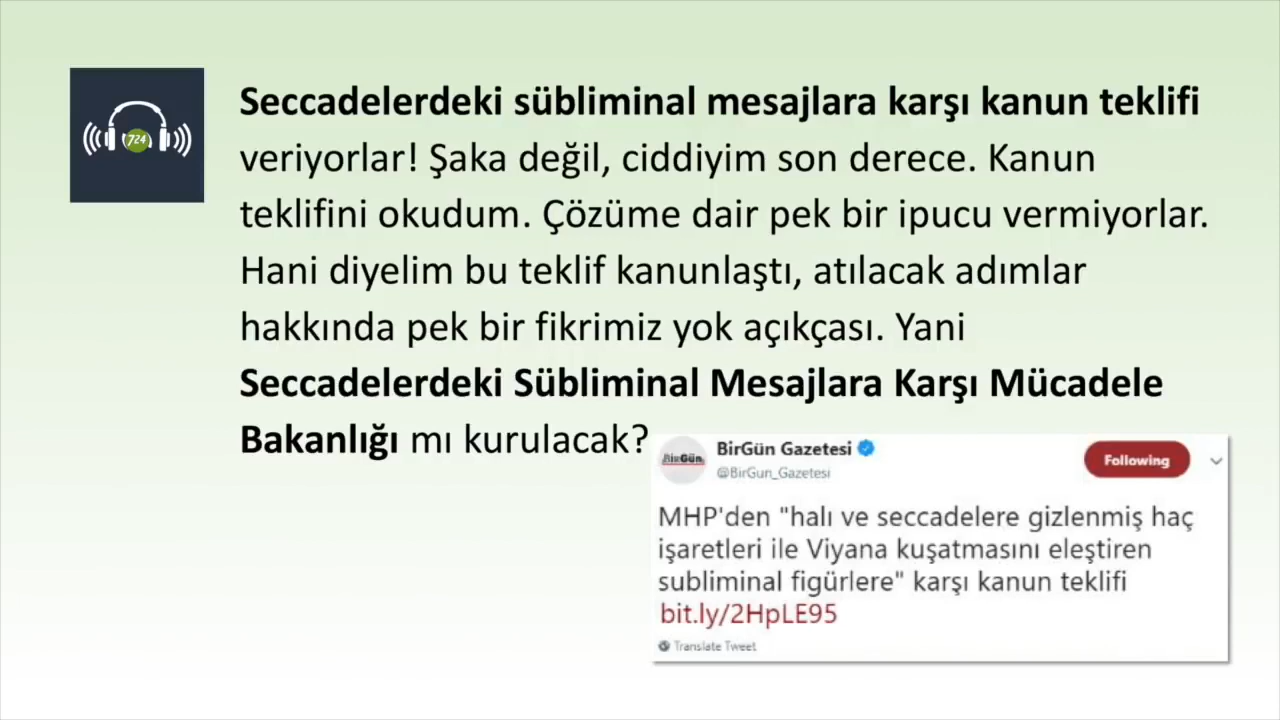 724
Seccadelerdeki sübliminal mesajlara karşı kanun teklifi
veriyorlar! Şaka değil, ciddiyim son derece. Kanun
teklifini okudum. Çözüme dair pek bir ipucu vermiyorlar.
Hani diyelim bu teklif kanunlaştı, atılacak adımlar
hakkında pek bir fikrimiz yok açıkçası. Yani
Seccadelerdeki Sübliminal Mesajlara Karşı Mücadele
Bakanlığı mı kurulacak?
BirGün
BirGün Gazetesi
@BirGun_Gazetesi
Following
MHP'den "halı ve seccadelere gizlenmiş haç
işaretleri ile Viyana kuşatmasını eleştiren
subliminal figürlere" karşı kanun teklifi
bit.ly/2HpLE95
Translate Tweet